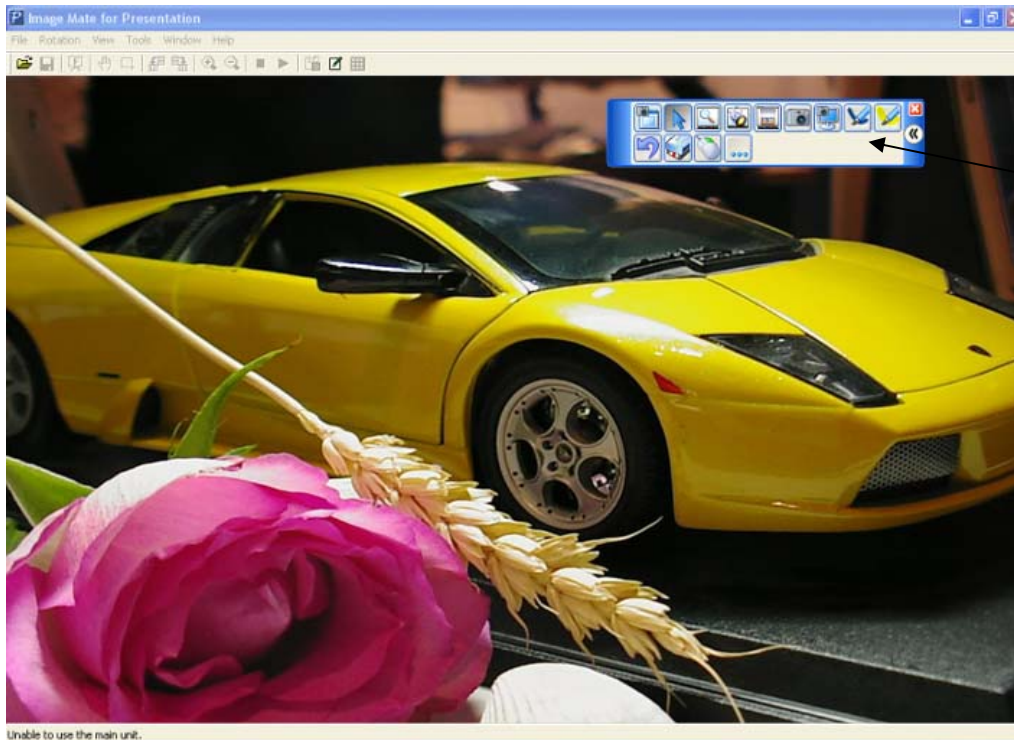 Image Mate for Presentation
File Rotation View Tools Window Help
Unable to use the main unit.